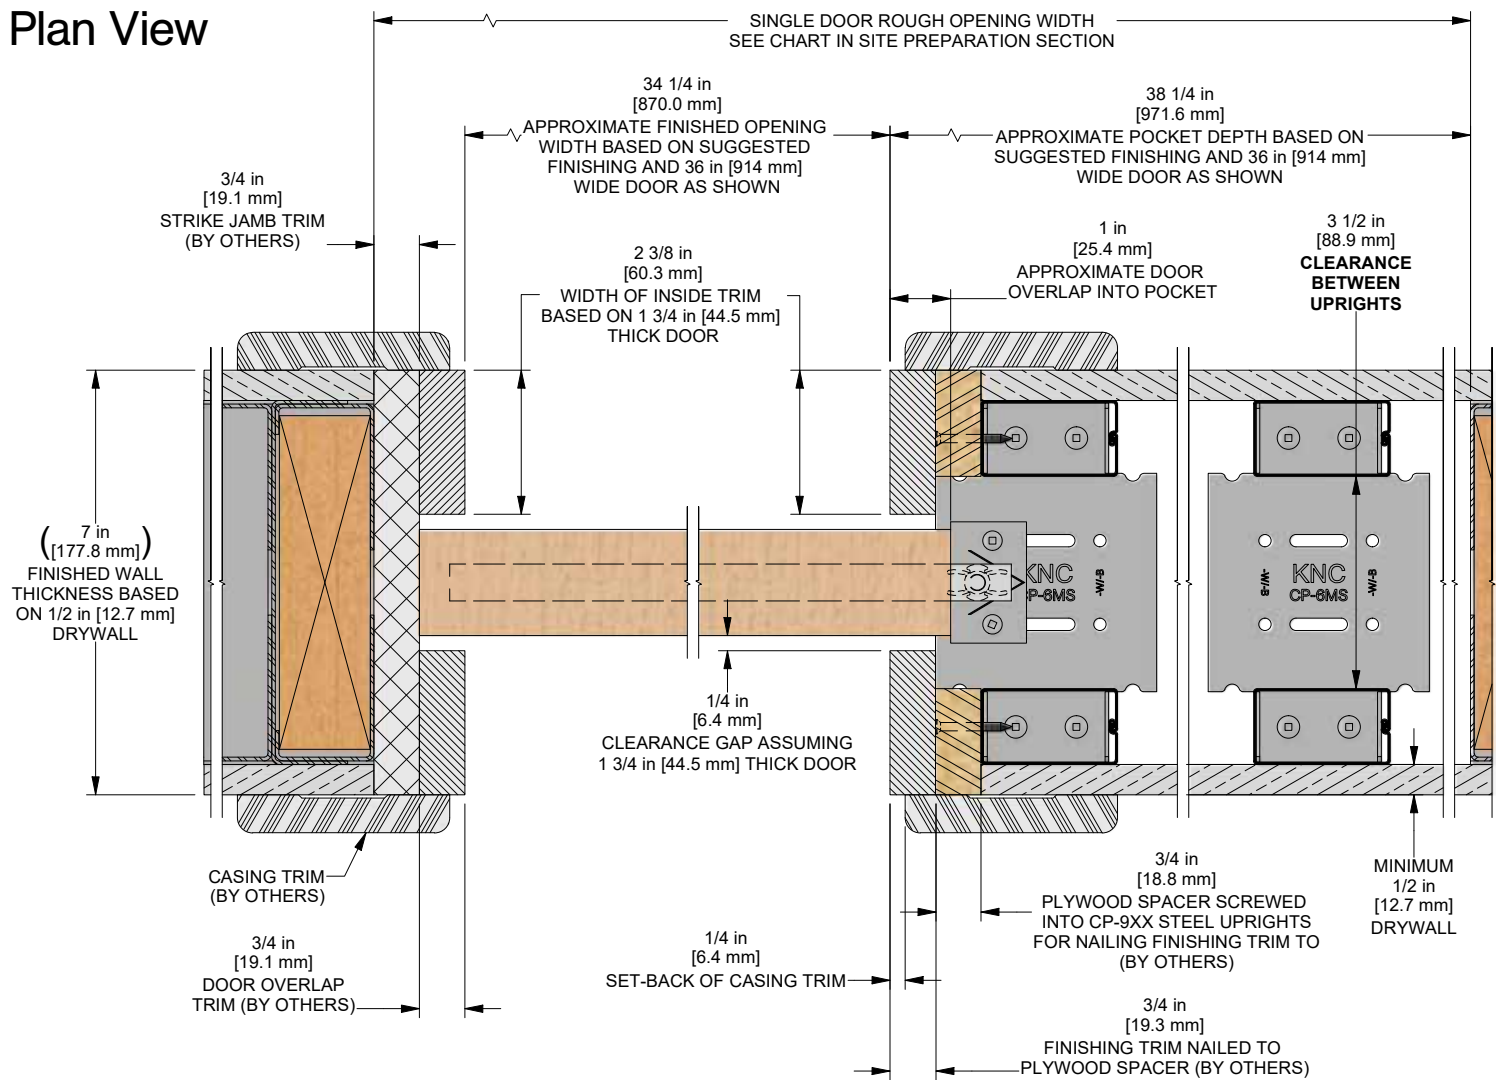 Plan View
SINGLE DOOR ROUGH OPENING WIDTH
SEE CHART IN SITE PREPARATION SECTION
34 1/4 in
[870.0 mm]
APPROXIMATE FINISHED OPENING
WIDTH BASED ON SUGGESTED
FINISHING AND 36 in [914 mm]
WIDE DOOR AS SHOWN
38 1/4 in
[971.6 mm]
APPROXIMATE POCKET DEPTH BASED ON
SUGGESTED FINISHING AND 36 in [914 mm]
WIDE DOOR AS SHOWN
3/4 in
[19.1 mm]
STRIKE JAMB TRIM
(BY OTHERS)
2 3/8 in
[60.3 mm]
WIDTH OF INSIDE TRIM
BASED ON 1 3/4 in [44.5 mm]
THICK DOOR
1 in
[25.4 mm]
APPROXIMATE DOOR
OVERLAP INTO POCKET
3 1/2 in
[88.9 mm]
CLEARANCE
BETWEEN
UPRIGHTS
(7 in
[177.8 mm])
FINISHED WALL
THICKNESS BASED
ON 1/2 in [12.7 mm]
DRYWALL
KNC
CP-6MS
-W/-B
-W/-B
KNC
CP-6MS
-W/-B
1/4 in
[6.4 mm]
CLEARANCE GAP ASSUMING
1 3/4 in [44.5 mm] THICK DOOR
CASING TRIM
(BY OTHERS)
3/4 in
[19.1 mm]
DOOR OVERLAP
TRIM (BY OTHERS)
1/4 in
[6.4 mm]
SET-BACK OF CASING TRIM
3/4 in
[18.8 mm]
PLYWOOD SPACER SCREWED
INTO CP-9XX STEEL UPRIGHTS
FOR NAILING FINISHING TRIM TO
(BY OTHERS)
MINIMUM
1/2 in
[12.7 mm]
DRYWALL
3/4 in
[19.3 mm]
FINISHING TRIM NAILED TO
PLYWOOD SPACER (BY OTHERS)